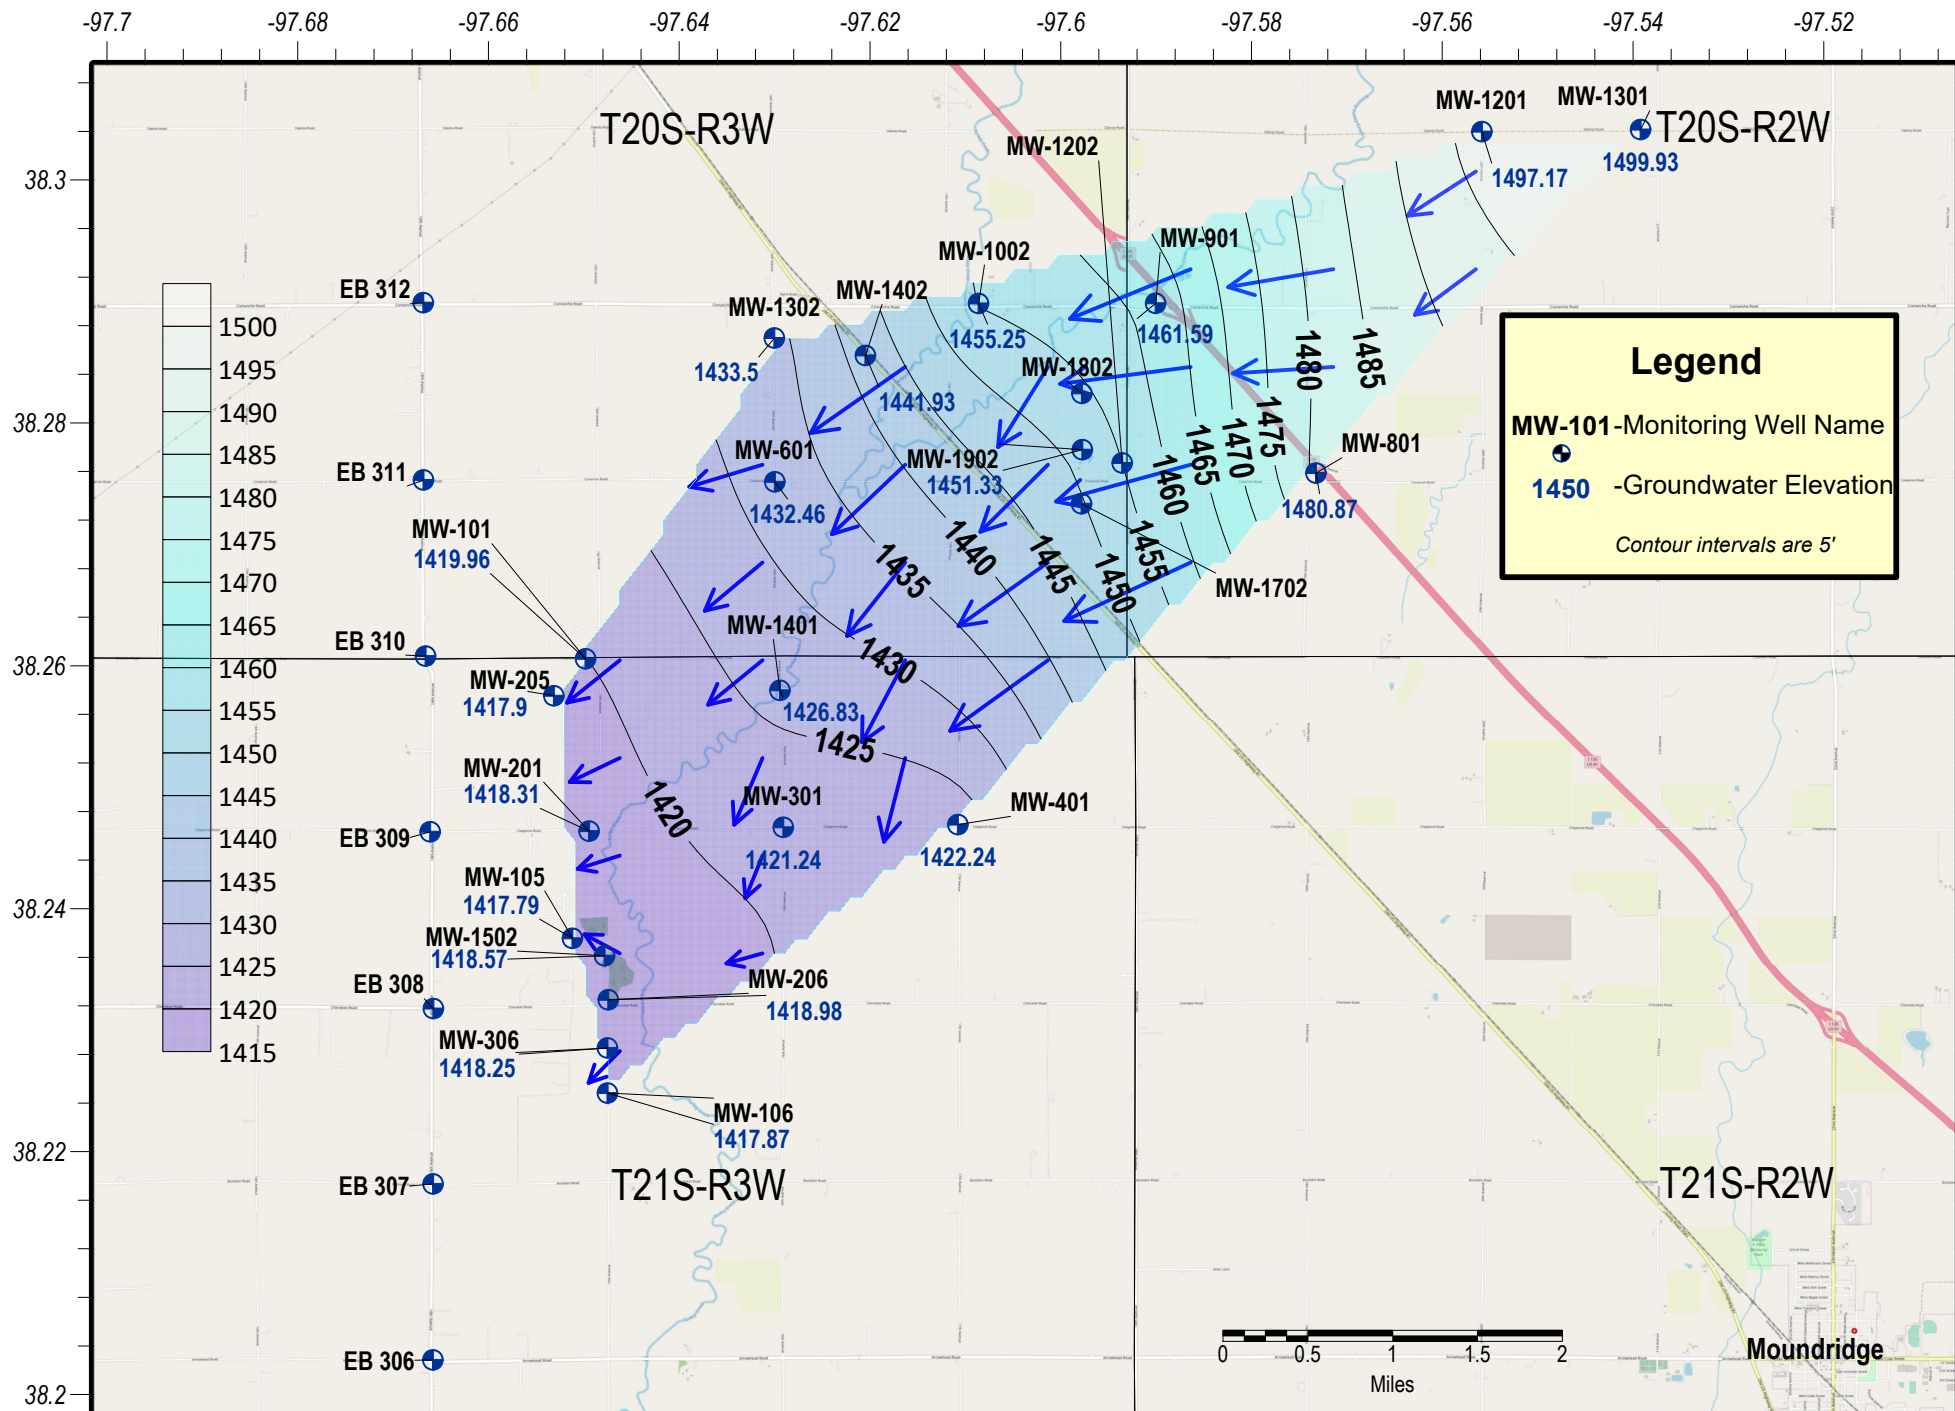 -97.7 -97.68 -97.66 -97.64 -97.62 -97.6 -97.58 -97.56 -97.54 -97.52
38.3
38.28
38.26
38.24
38.22
38.2
T20S-R3W
T20S-R2W
MW-1201
MW-1301
1497.17
1499.93
MW-1202
MW-901
MW-1002
1461.59
1455.25
MW-1402
MW-1302
1441.93
1433.5
MW-1802
EB 312
1500
1495
1490
1485
1480
1475
1470
1465
1460
1455
1450
1445
1440
1435
1430
1425
1420
1415
1480
1485
1475
1470
1465
1460
1455
1450
1445
1440
1435
1430
1425
1420
Legend
MW-101 -Monitoring Well Name
1450 -Groundwater Elevation
Contour intervals are 5'
MW-601
1432.46
MW-1902
1451.33
MW-801
1480.87
EB 311
MW-101
1419.96
MW-1702
MW-1401
1426.83
EB 310
MW-205
1417.9
MW-201
1418.31
MW-301
1421.24
MW-401
1422.24
EB 309
MW-105
1417.79
MW-1502
1418.57
MW-206
1418.98
EB 308
MW-306
1418.25
MW-106
1417.87
EB 307
T21S-R3W
T21S-R2W
EB 306
0 0.5 1 1.5 2
Miles
Moundridge